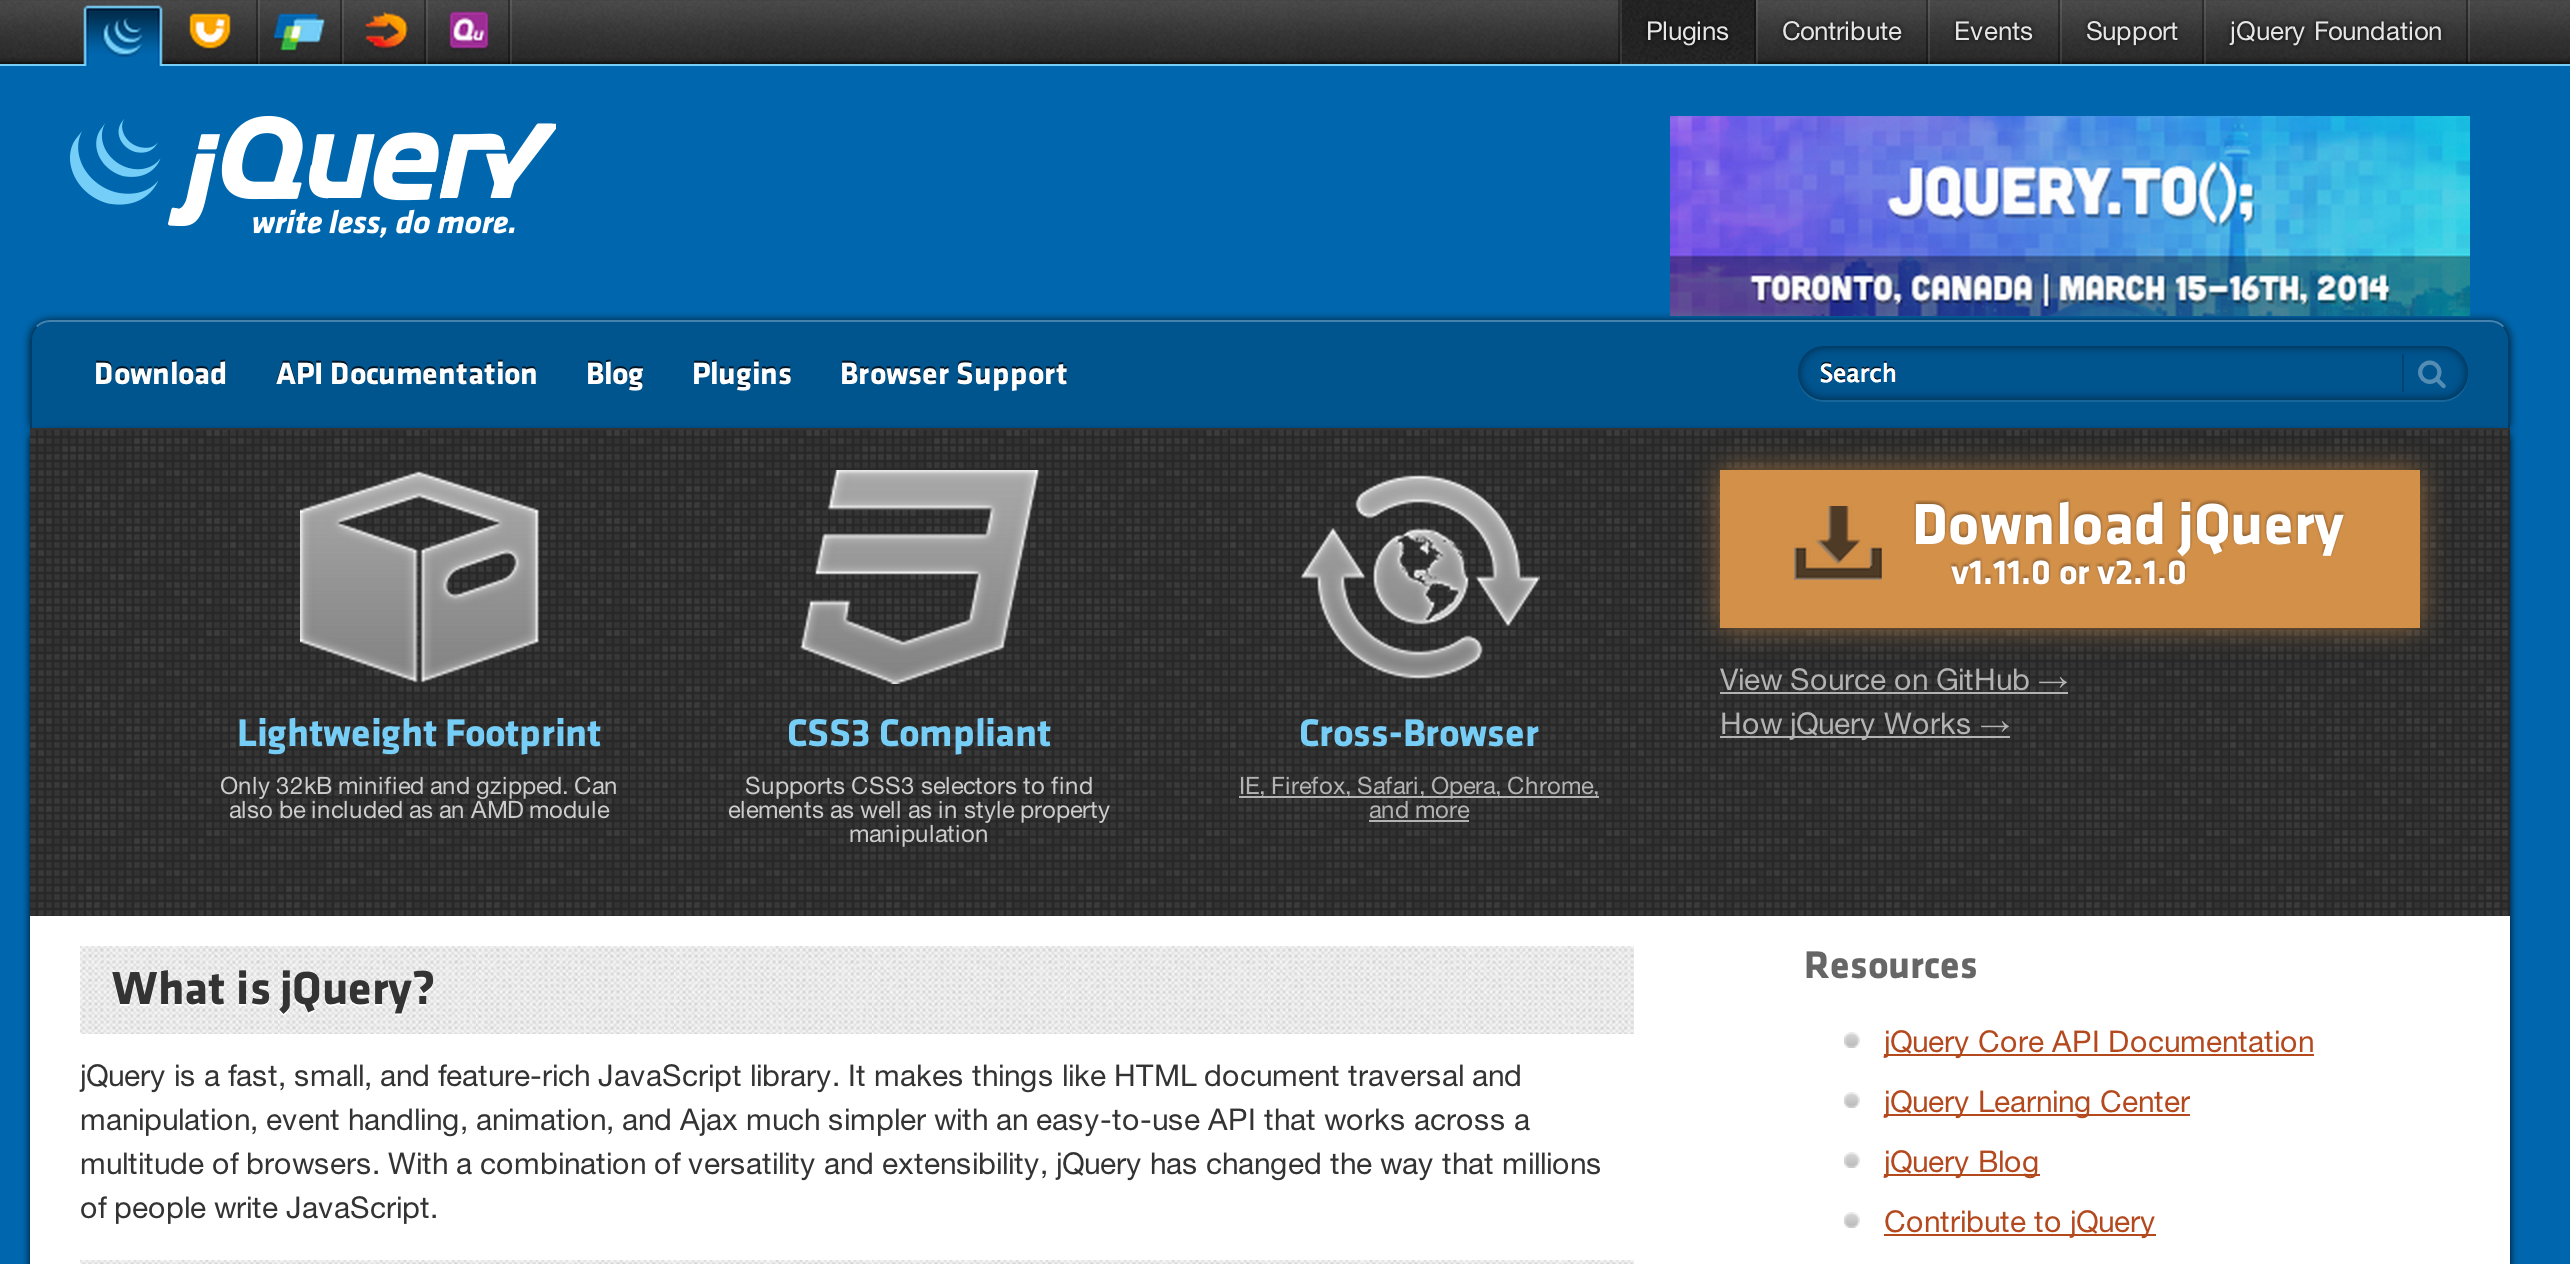 Qu
Plugins
Contribute
Events
Support
jQuery Foundation
jQuery
write less, do more.
JQUERY.TO();
TORONTO, CANADA | MARCH 15-16TH, 2014
Download
API Documentation
Blog
Plugins
Browser Support
Search
Lightweight Footprint
Only 32kB minified and gzipped. Can
also be included as an AMD module
CSS3 Compliant
Supports CSS3 selectors to find
elements as well as in style property
manipulation
Cross-Browser
IE, Firefox, Safari, Opera, Chrome,
and more
Download jQuery
v1.11.0 or v2.1.0
View Source on GitHub →
How jQuery Works →
What is jQuery?
jQuery is a fast, small, and feature-rich JavaScript library. It makes things like HTML document traversal and
manipulation, event handling, animation, and Ajax much simpler with an easy-to-use API that works across a
multitude of browsers. With a combination of versatility and extensibility, jQuery has changed the way that millions
of people write JavaScript.
Resources
jQuery Core API Documentation
jQuery Learning Center
jQuery Blog
Contribute to jQuery